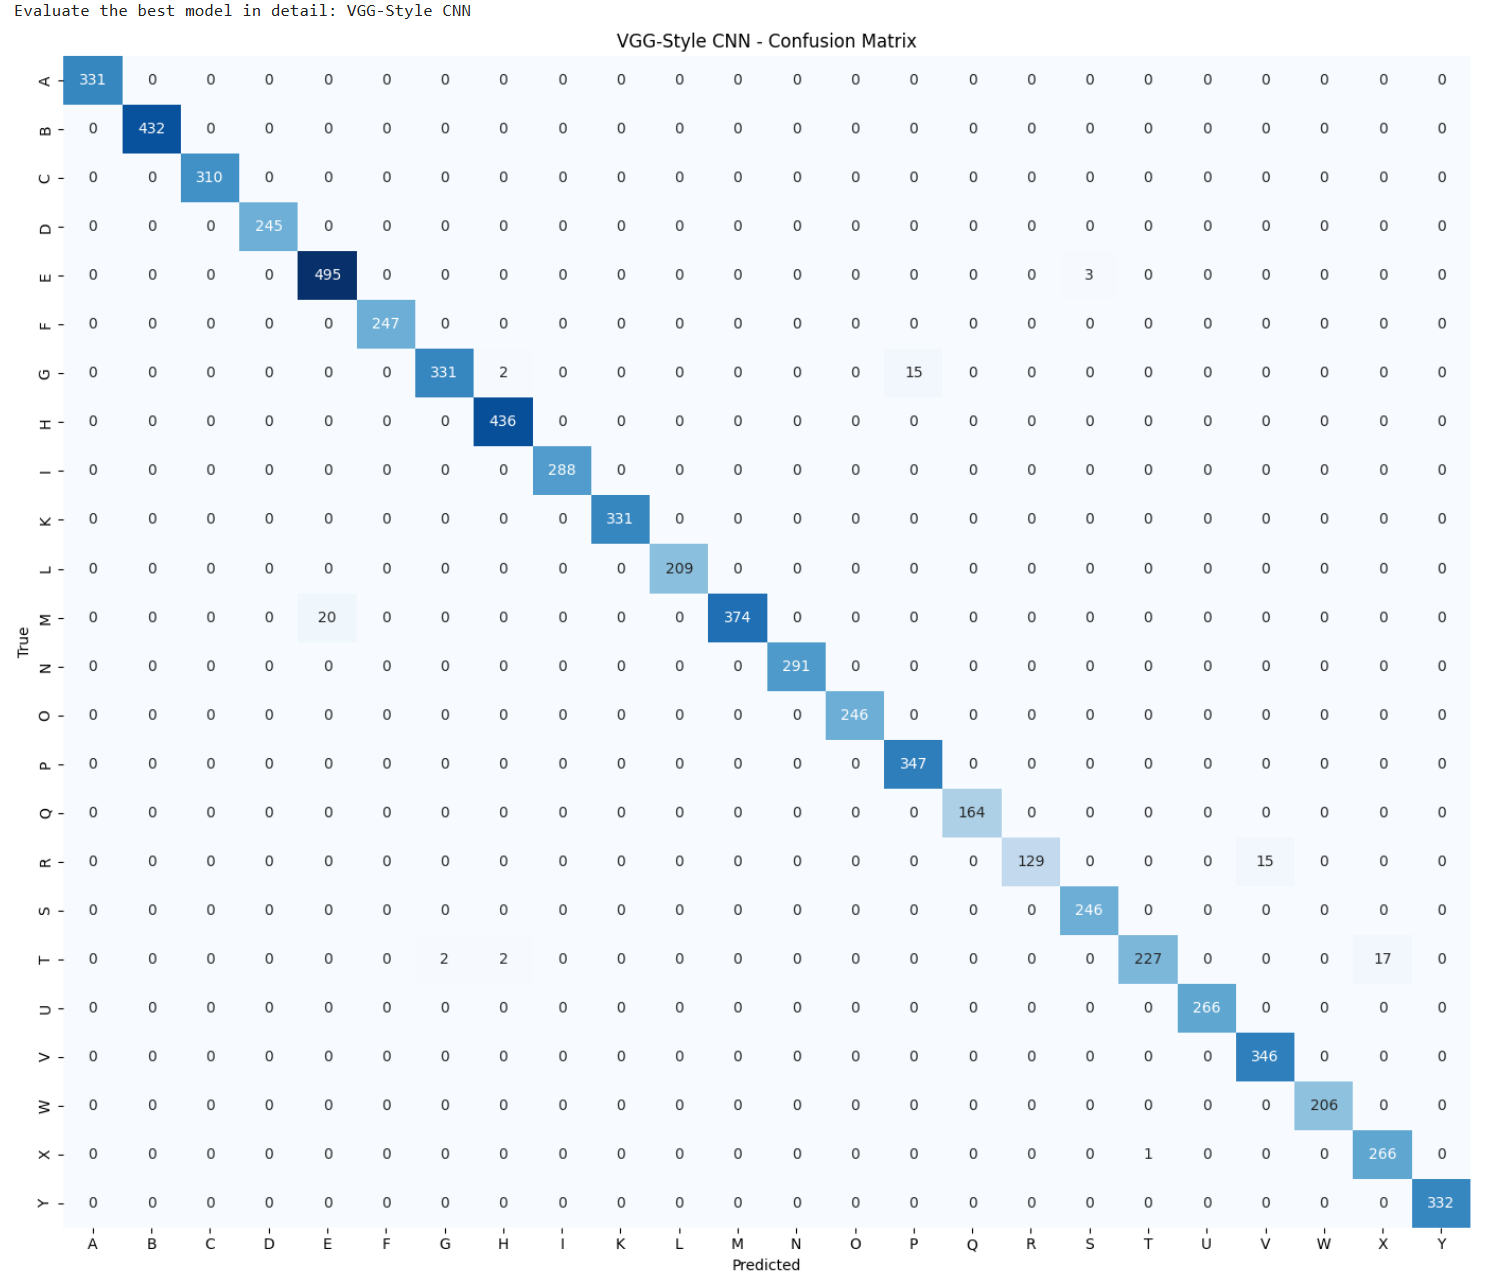 Evaluate the best model in detail: VGG-Style CNN
VGG-Style CNN - Confusion Matrix
A 331 0 0 0 0 0 0 0 0 0 0 0 0 0 0 0 0 0 0 0 0 0 0 0
B 0 432 0 0 0 0 0 0 0 0 0 0 0 0 0 0 0 0 0 0 0 0 0 0
C 0 0 310 0 0 0 0 0 0 0 0 0 0 0 0 0 0 0 0 0 0 0 0 0
D 0 0 0 245 0 0 0 0 0 0 0 0 0 0 0 0 0 0 0 0 0 0 0 0
E 0 0 0 0 495 0 0 0 0 0 0 0 0 0 0 0 0 3 0 0 0 0 0 0
F 0 0 0 0 0 247 0 0 0 0 0 0 0 0 0 0 0 0 0 0 0 0 0 0
G 0 0 0 0 0 0 331 2 0 0 0 0 0 0 15 0 0 0 0 0 0 0 0 0
H 0 0 0 0 0 0 0 436 0 0 0 0 0 0 0 0 0 0 0 0 0 0 0 0
I 0 0 0 0 0 0 0 0 288 0 0 0 0 0 0 0 0 0 0 0 0 0 0 0
K 0 0 0 0 0 0 0 0 0 331 0 0 0 0 0 0 0 0 0 0 0 0 0 0
L 0 0 0 0 0 0 0 0 0 0 209 0 0 0 0 0 0 0 0 0 0 0 0 0
M 0 0 0 0 20 0 0 0 0 0 0 374 0 0 0 0 0 0 0 0 0 0 0 0
True
N 0 0 0 0 0 0 0 0 0 0 0 0 291 0 0 0 0 0 0 0 0 0 0 0
O 0 0 0 0 0 0 0 0 0 0 0 0 0 246 0 0 0 0 0 0 0 0 0 0
P 0 0 0 0 0 0 0 0 0 0 0 0 0 0 347 0 0 0 0 0 0 0 0 0
Q 0 0 0 0 0 0 0 0 0 0 0 0 0 0 0 164 0 0 0 0 0 0 0 0
R 0 0 0 0 0 0 0 0 0 0 0 0 0 0 0 0 129 0 0 0 15 0 0 0
S 0 0 0 0 0 0 0 0 0 0 0 0 0 0 0 0 0 246 0 0 0 0 0 0
T 0 0 0 0 0 0 2 2 0 0 0 0 0 0 0 0 0 0 227 0 0 0 17 0
U 0 0 0 0 0 0 0 0 0 0 0 0 0 0 0 0 0 0 0 266 0 0 0 0
V 0 0 0 0 0 0 0 0 0 0 0 0 0 0 0 0 0 0 0 0 346 0 0 0
W 0 0 0 0 0 0 0 0 0 0 0 0 0 0 0 0 0 0 0 0 0 206 0 0
X 0 0 0 0 0 0 0 0 0 0 0 0 0 0 0 0 0 0 1 0 0 0 266 0
Y 0 0 0 0 0 0 0 0 0 0 0 0 0 0 0 0 0 0 0 0 0 0 0 332
A B C D E F G H I K L M N O P Q R S T U V W X Y
Predicted